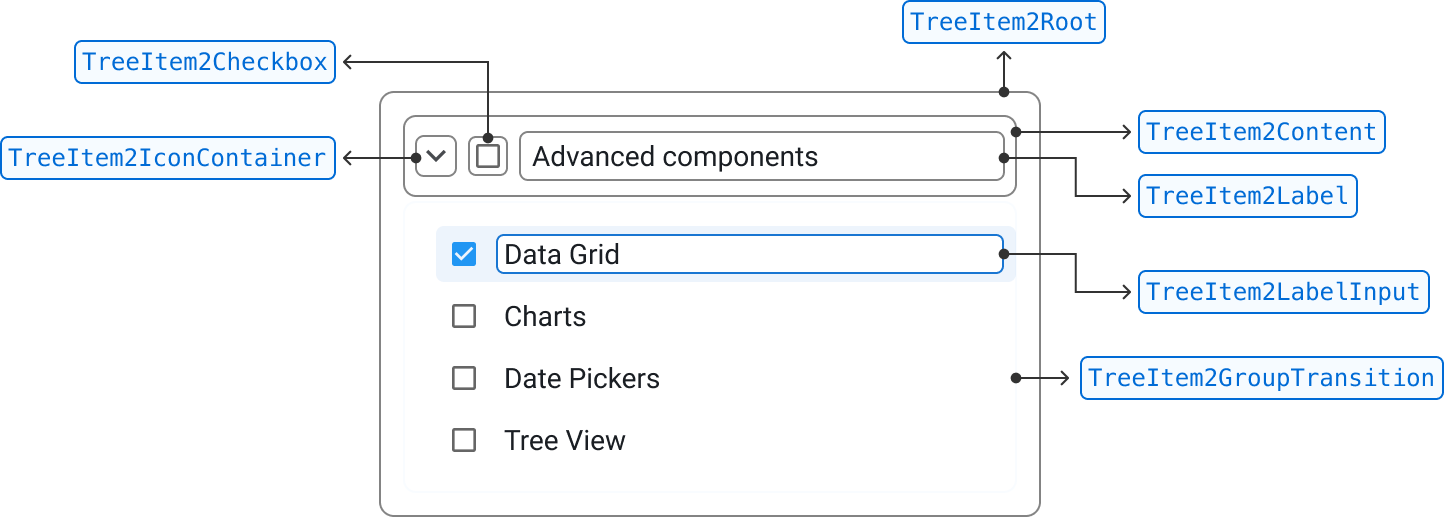 TreeItem2Root
TreeItem2Checkbox
TreeItem2Content
TreeItem2IconContainer
Advanced components
TreeItem2Label
Data Grid
TreeItem2LabelInput
Charts
Date Pickers
TreeItem2GroupTransition
Tree View